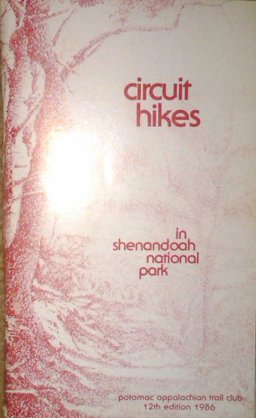 circuit
hikes
in
shenandoah
national
park
potomac appalachian trail club
12th edition 1986